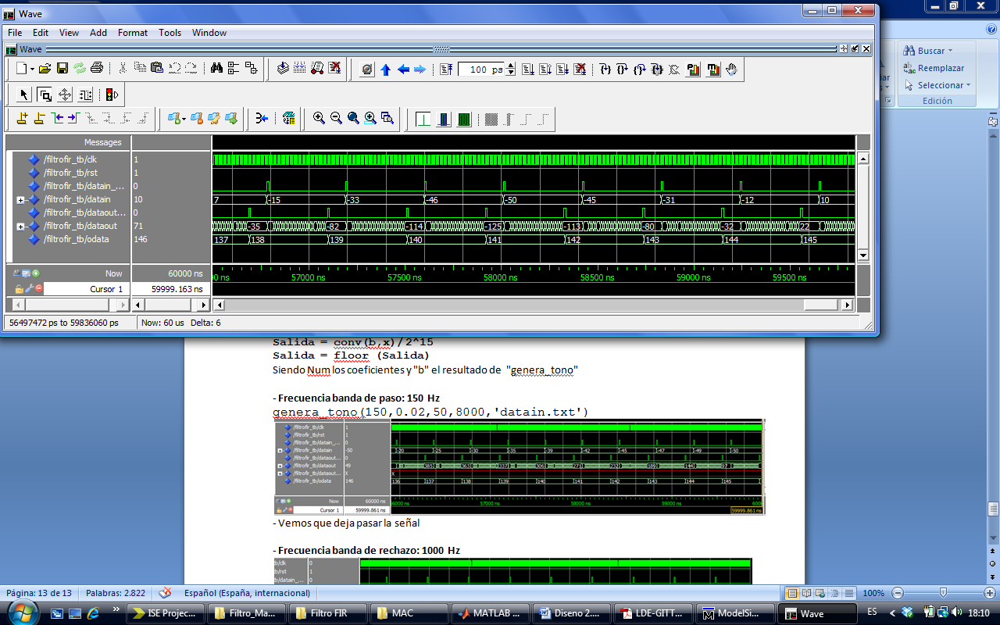 Wave
File Edit View Add Format Tools Window
Wave
100 ps
Messages
/filtrofir_tb/clk 1
/filtrofir_tb/rst 1
/filtrofir_tb/datain_... 0
/filtrofir_tb/datain 10 7 -15 -33 -46 -50 -45 -31 -12 10
/filtrofir_tb/dataout... 0
/filtrofir_tb/dataout 71 -35 -82 -114 -125 -113 -80 -32 22
/filtrofir_tb/odata 146 137 138 139 140 141 142 143 144 145
Now 60000 ns 57000 ns 57500 ns 58000 ns 58500 ns 59000 ns 59500 ns
Cursor 1 59999.163 ns
56497472 ps to 59836060 ps Now: 60 us Delta: 6
Buscar
Reemplazar
Seleccionar
Edición
Salida = conv(b,x)/2^15
Salida = floor (Salida)
Siendo Num los coeficientes y "b" el resultado de "genera_tono"
- Frecuencia banda de paso: 150 Hz
genera_tono(150,0.02,50,8000,'datain.txt')
/filtrofir_tb/clk 1
/filtrofir_tb/rst 1
/filtrofir_tb/datain_... 0
/filtrofir_tb/datain -50 -20 -25 -30 -35 -39 -42 -45 -47 -49 -50
/filtrofir_tb/dataout... 0
/filtrofir_tb/dataout 49 385 363 337 306 271 232 189 144 97
/filtrofir_tb/dataout... X X
/filtrofir_tb/odata 146 136 137 138 139 140 141 142 143 144 145
Now 60000 ns 57000 ns 58000 ns 59000 ns
Cursor 1 59999.861 ns 59999.861 ns
- Vemos que deja pasar la señal
- Frecuencia banda de rechazo: 1000 Hz
b/clk 0
b/rst 1
b/datain_... 0
Página: 13 de 13 Palabras: 2.822 Español (España, internacional) 100%
ISE Projec... Filtro_Ma... Filtro FIR MAC MATLAB ... Diseno 2.... LDE-GITT... ModelSi... Wave ES 18:10